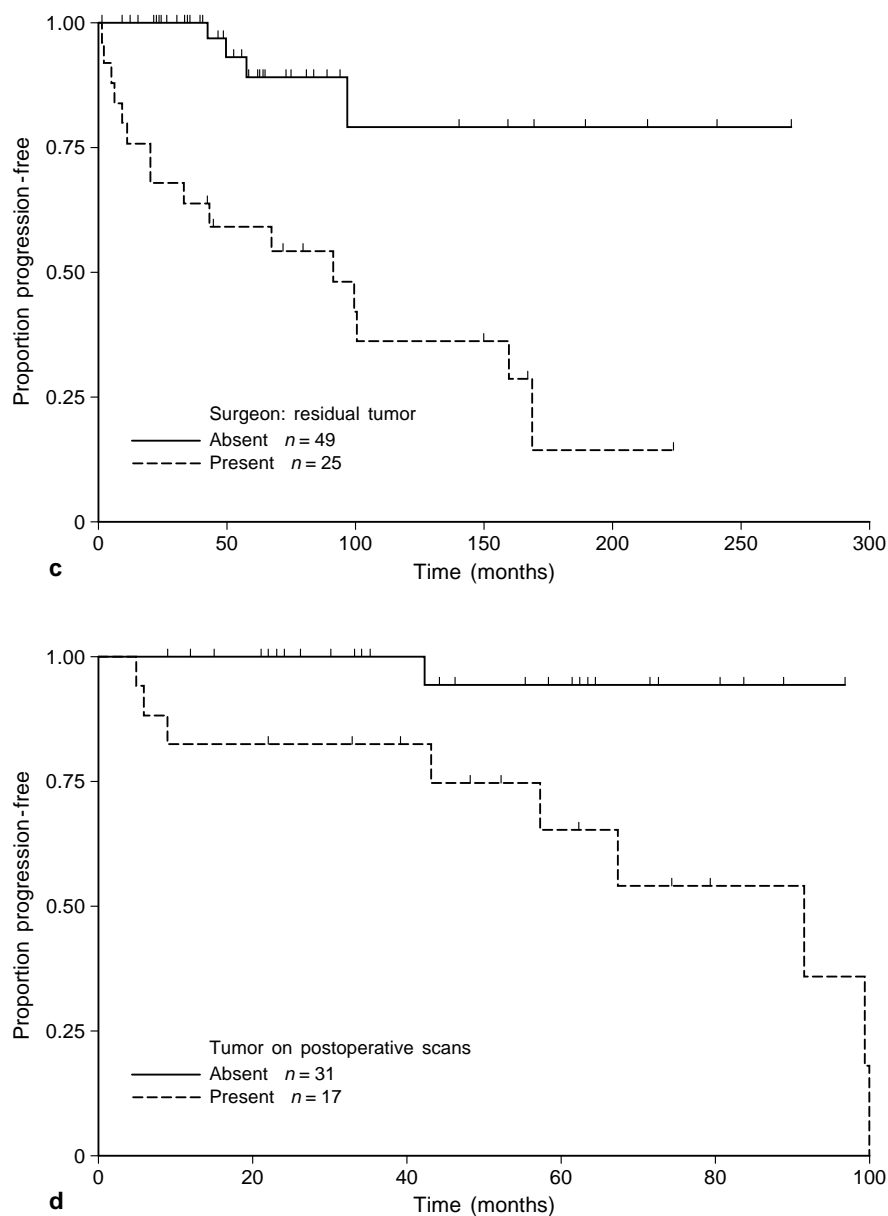 1.00
0.75
0.50
0.25
0
Proportion progression-free
Surgeon: residual tumor
Absent n = 49
Present n = 25
0 50 100 150 200 250 300
Time (months)
c
1.00
0.75
0.50
0.25
0
Proportion progression-free
Tumor on postoperative scans
Absent n = 31
Present n = 17
0 20 40 60 80 100
Time (months)
d